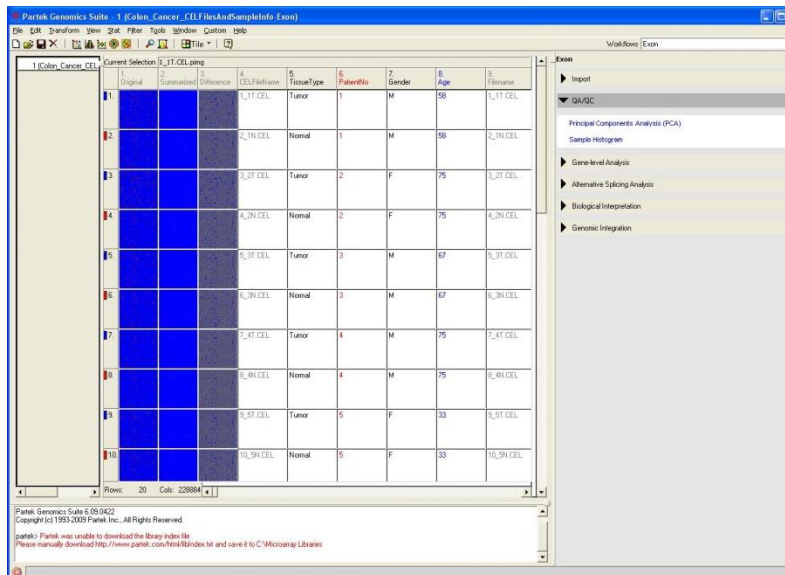 Partek Genomics Suite - 1 (Colon_Cancer_CELFilesAndSampleInfo-Exon)
File Edit Transform View Stat Filter Tools Window Custom Help
Tile Workflows Exon
1 (Colon_Cancer_CEL
Current Selection 1_1T.CEL.pimg
1. Original 2. Summarized 3. Difference 4. CELFileName 5. TissueType 6. PatientNo 7. Gender 8. Age 9. Filename
1. 1_1T.CEL Tumor 1 M 58 1_1T.CEL
2. 2_1N.CEL Normal 1 M 58 2_1N.CEL
3. 3_2T.CEL Tumor 2 F 75 3_2T.CEL
4. 4_2N.CEL Normal 2 F 75 4_2N.CEL
5. 5_3T.CEL Tumor 3 M 67 5_3T.CEL
6. 6_3N.CEL Normal 3 M 67 6_3N.CEL
7. 7_4T.CEL Tumor 4 M 75 7_4T.CEL
8. 8_4N.CEL Normal 4 M 75 8_4N.CEL
9. 9_5T.CEL Tumor 5 F 33 9_5T.CEL
10. 10_5N.CEL Normal 5 F 33 10_5N.CEL
Rows: 20 Cols: 228884
Exon
Import
QA/QC
Principal Components Analysis (PCA)
Sample Histogram
Gene-level Analysis
Alternative Splicing Analysis
Biological Interpretation
Genomic Integration
Partek Genomics Suite 6.09.0422
Copyright (c) 1993-2009 Partek Inc., All Rights Reserved.
partek> Partek was unable to download the library index file
Please manually download http://www.partek.com/html/libindex.txt and save it to C:\Microarray Libraries